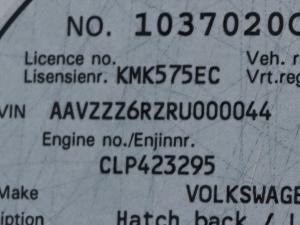 NO. 1037020
Licence no. Veh. r
Lisensienr. KMK575EC Vrt.reg
VIN AAVZZZ6RZRU000044
Engine no./Enjinnr.
CLP423295
Make VOLKSWAGE
iption Hatch back / L